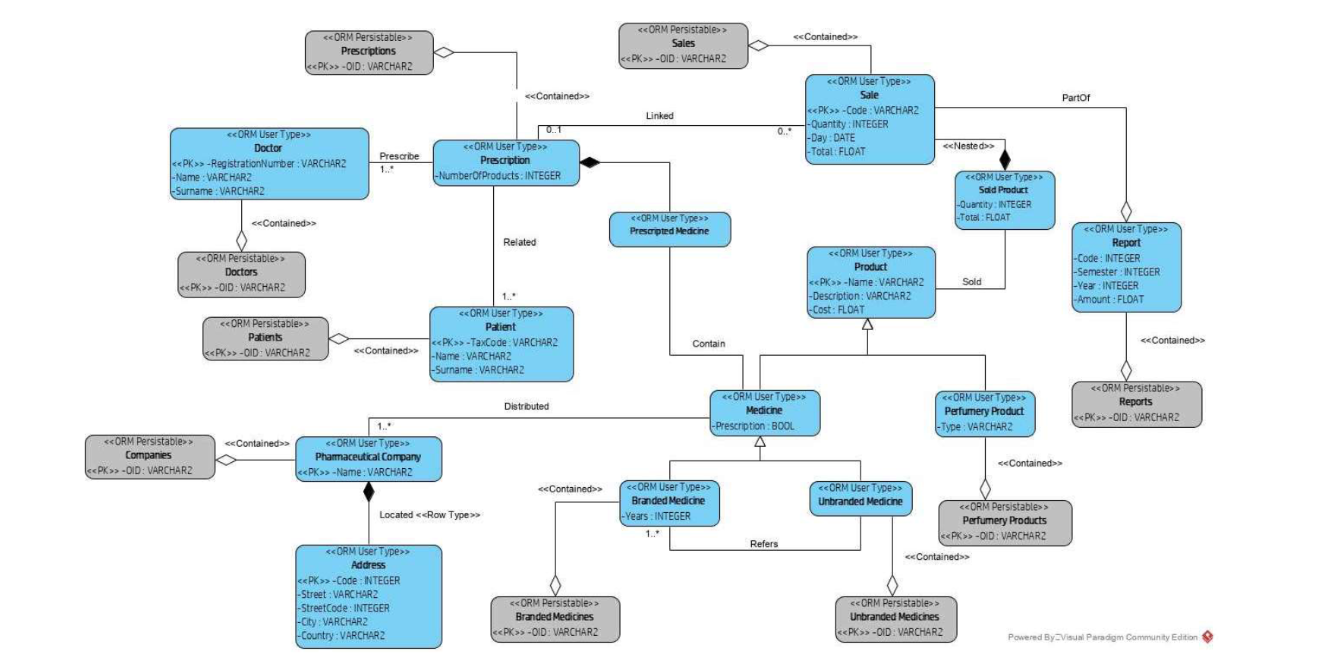 <<ORM Persistable>>
Prescriptions
<<PK>> -OID : VARCHAR2
<<ORM Persistable>>
Sales
<<PK>> -OID : VARCHAR2
<<Contained>>
<<Contained>>
<<ORM User Type>>
Sale
<<PK>> -Code : VARCHAR2
-Quantity : INTEGER
-Day : DATE
-Total : FLOAT
PartOf
Linked
0..1
0..*
<<ORM User Type>>
Doctor
<<PK>> -RegistrationNumber : VARCHAR2
-Name : VARCHAR2
-Surname : VARCHAR2
Prescribe
1..*
<<ORM User Type>>
Prescription
-NumberOfProducts : INTEGER
<<Nested>>
<<ORM User Type>>
Sold Product
-Quantity : INTEGER
-Total : FLOAT
<<Contained>>
<<ORM User Type>>
Prescripted Medicine
<<ORM User Type>>
Report
-Code : INTEGER
-Semester : INTEGER
-Year : INTEGER
-Amount : FLOAT
<<ORM Persistable>>
Doctors
<<PK>> -OID : VARCHAR2
Related
1..*
<<ORM User Type>>
Product
<<PK>> -Name : VARCHAR2
-Description : VARCHAR2
-Cost : FLOAT
Sold
<<ORM Persistable>>
Patients
<<PK>> -OID : VARCHAR2
<<Contained>>
<<ORM User Type>>
Patient
<<PK>> -TaxCode : VARCHAR2
-Name : VARCHAR2
-Surname : VARCHAR2
Contain
<<Contained>>
<<ORM Persistable>>
Reports
<<PK>> -OID : VARCHAR2
<<ORM User Type>>
Medicine
-Prescription : BOOL
<<ORM User Type>>
Perfumery Product
-Type : VARCHAR2
Distributed
1..*
<<ORM Persistable>>
Companies
<<PK>> -OID : VARCHAR2
<<Contained>>
<<ORM User Type>>
Pharmaceutical Company
<<PK>> -Name : VARCHAR2
<<Contained>>
<<Contained>>
<<ORM User Type>>
Branded Medicine
-Years : INTEGER
1..*
<<ORM User Type>>
Unbranded Medicine
Refers
<<ORM Persistable>>
Perfumery Products
<<PK>> -OID : VARCHAR2
Located <<Row Type>>
<<Contained>>
<<ORM User Type>>
Address
<<PK>> -Code : INTEGER
-Street : VARCHAR2
-StreetCode : INTEGER
-City : VARCHAR2
-Country : VARCHAR2
<<ORM Persistable>>
Branded Medicines
<<PK>> -OID : VARCHAR2
<<ORM Persistable>>
Unbranded Medicines
<<PK>> -OID : VARCHAR2
Powered By Visual Paradigm Community Edition